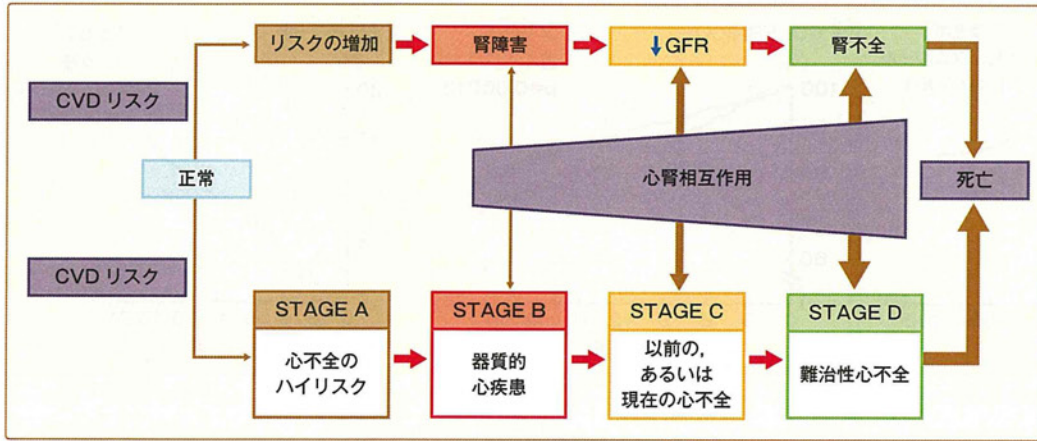 リスクの増加
腎障害
↓GFR
腎不全
CVD リスク
正常
心腎相互作用
死亡
CVD リスク
STAGE A
心不全の
ハイリスク
STAGE B
器質的
心疾患
STAGE C
以前の,
あるいは
現在の心不全
STAGE D
難治性心不全